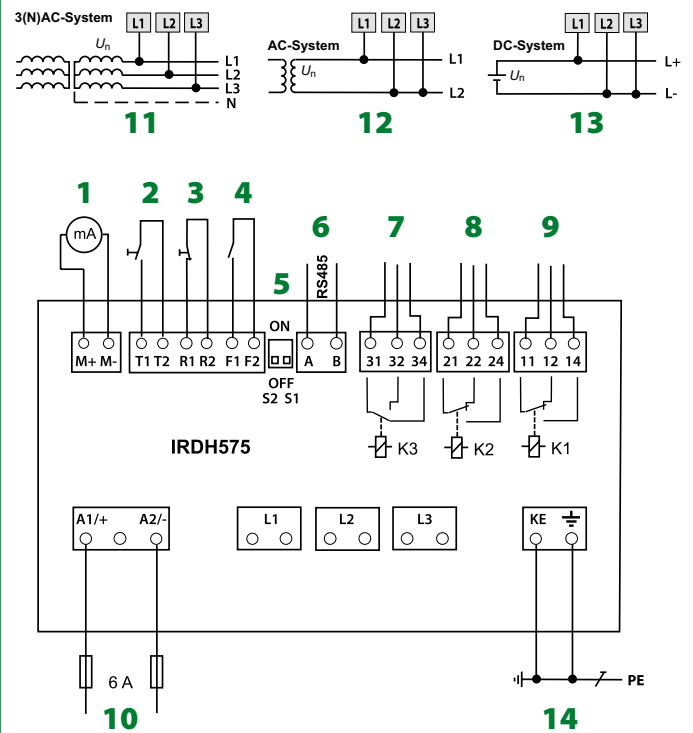 3(N)AC-System L1 L2 L3
Un
L1
L2
L3
N
11
AC-System L1 L2 L3
Un
L1
L2
12
DC-System L1 L2 L3
Un
L+
L-
13
1 2 3 4 5 6 7 8 9
mA
RS485
ON
M+ M- T1 T2 R1 R2 F1 F2 A B 31 32 34 21 22 24 11 12 14
OFF
S2 S1
IRDH575
K3 K2 K1
A1/+ A2/- L1 L2 L3 KE
6 A
PE
10 14